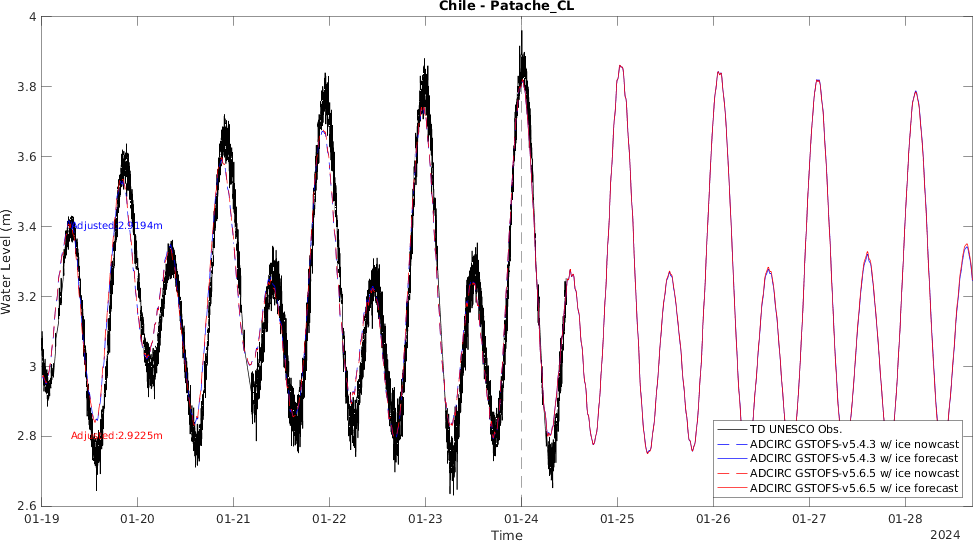 Chile - Patache_CL
4
3.8
3.6
3.4
3.2
3
2.8
2.6
Water Level (m)
Adjusted:2.9194m
Adjusted:2.9225m
TD UNESCO Obs.
ADCIRC GSTOFS-v5.4.3 w/ ice nowcast
ADCIRC GSTOFS-v5.4.3 w/ ice forecast
ADCIRC GSTOFS-v5.6.5 w/ ice nowcast
ADCIRC GSTOFS-v5.6.5 w/ ice forecast
01-19 01-20 01-21 01-22 01-23 01-24 01-25 01-26 01-27 01-28
Time
2024